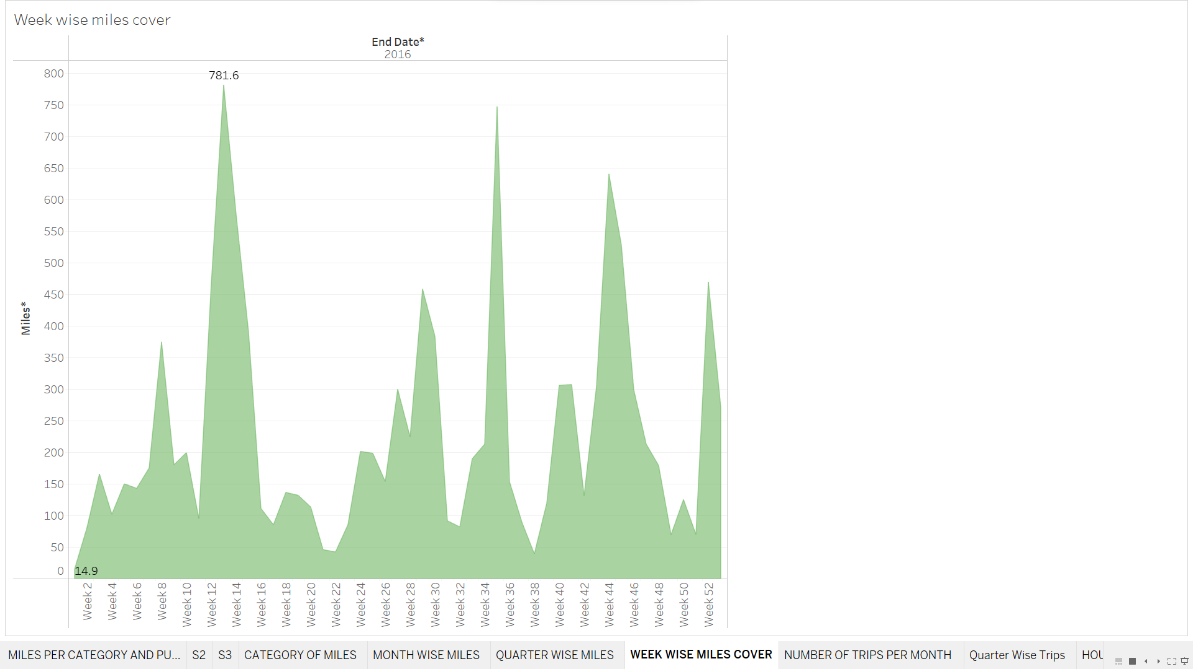 Week wise miles cover
End Date*
2016
800
750
700
650
600
550
500
450
400
350
300
250
200
150
100
50
0
Miles*
781.6
14.9
Week 2
Week 4
Week 6
Week 8
Week 10
Week 12
Week 14
Week 16
Week 18
Week 20
Week 22
Week 24
Week 26
Week 28
Week 30
Week 32
Week 34
Week 36
Week 38
Week 40
Week 42
Week 44
Week 46
Week 48
Week 50
Week 52
MILES PER CATEGORY AND PU... S2 S3 CATEGORY OF MILES MONTH WISE MILES QUARTER WISE MILES WEEK WISE MILES COVER NUMBER OF TRIPS PER MONTH Quarter Wise Trips HOU